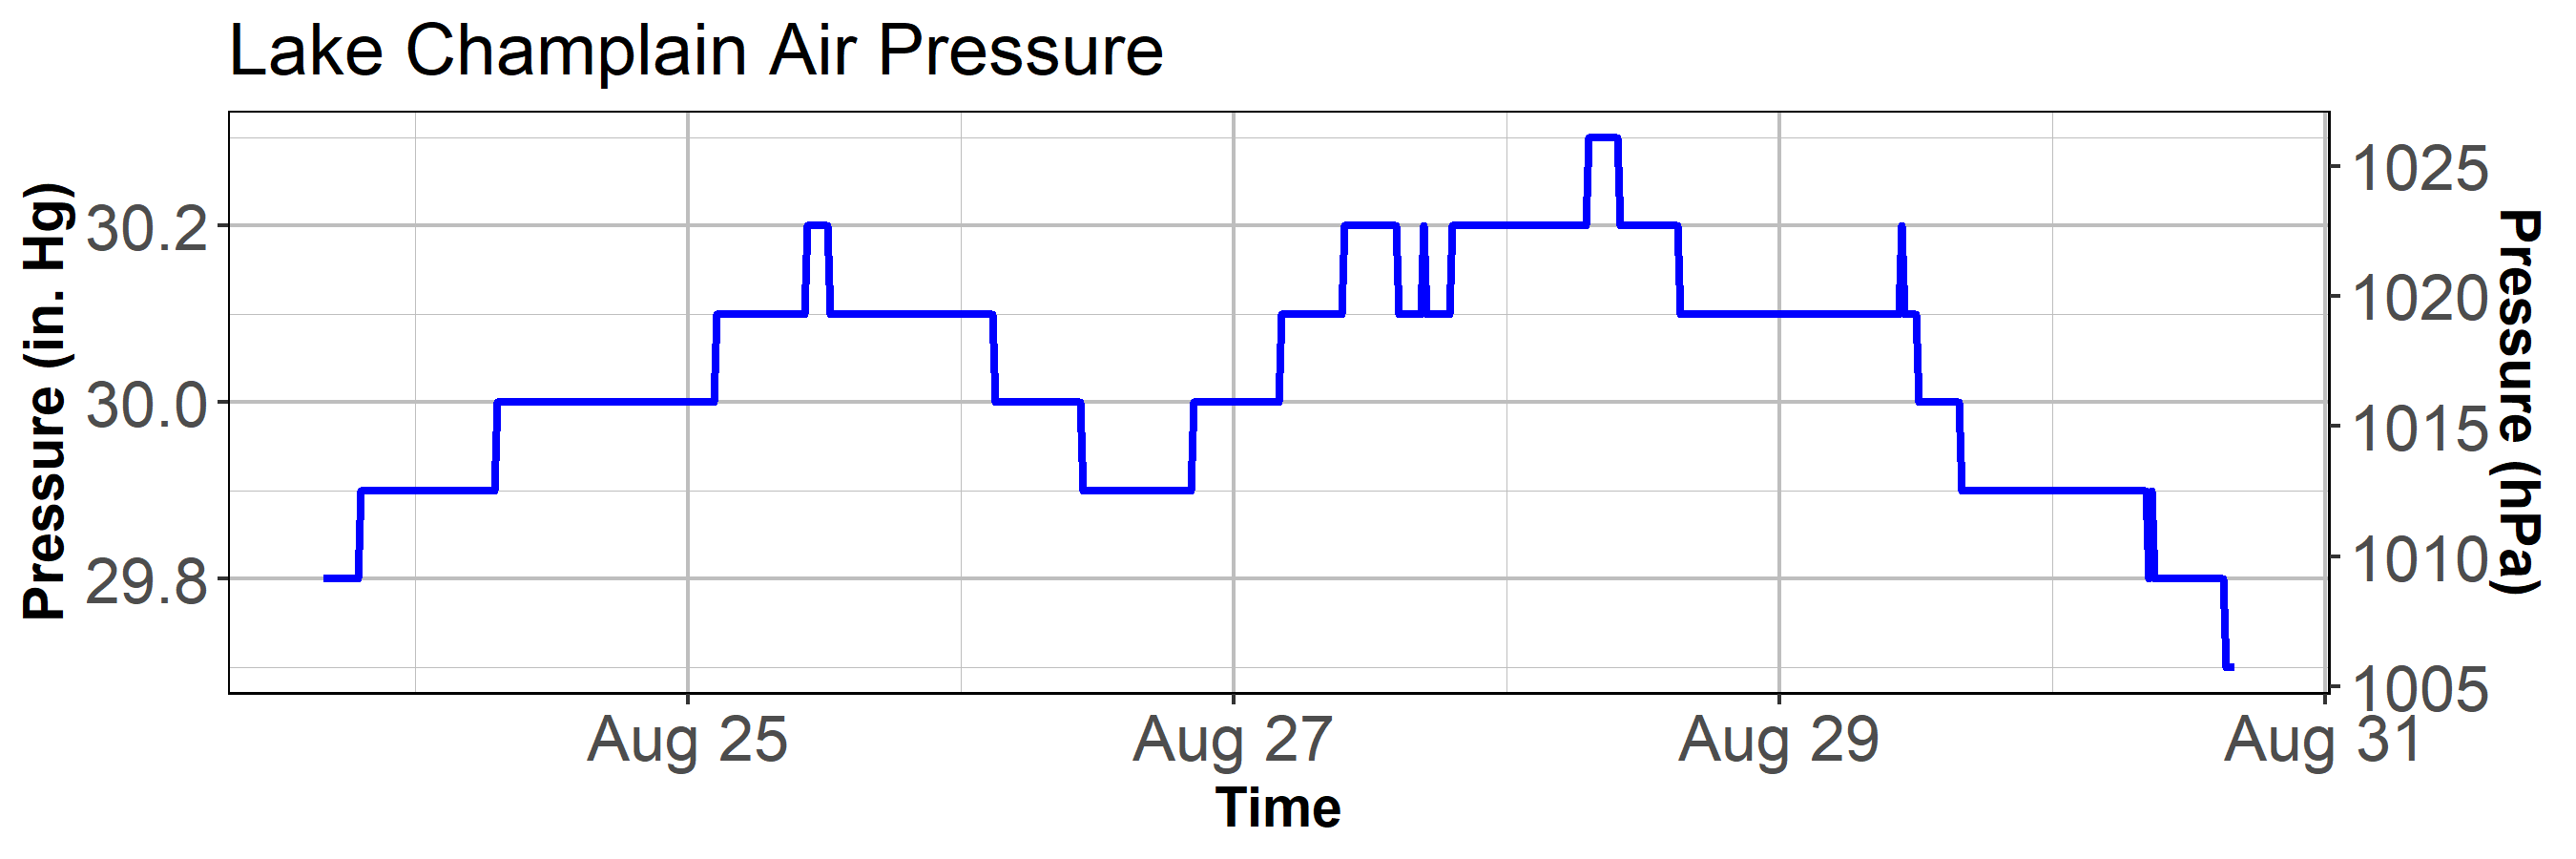 Lake Champlain Air Pressure
Pressure (in. Hg)
30.2
30.0
29.8
1025
1020
1015
1010
1005
Pressure (hPa)
Aug 25 Aug 27 Aug 29 Aug 31
Time